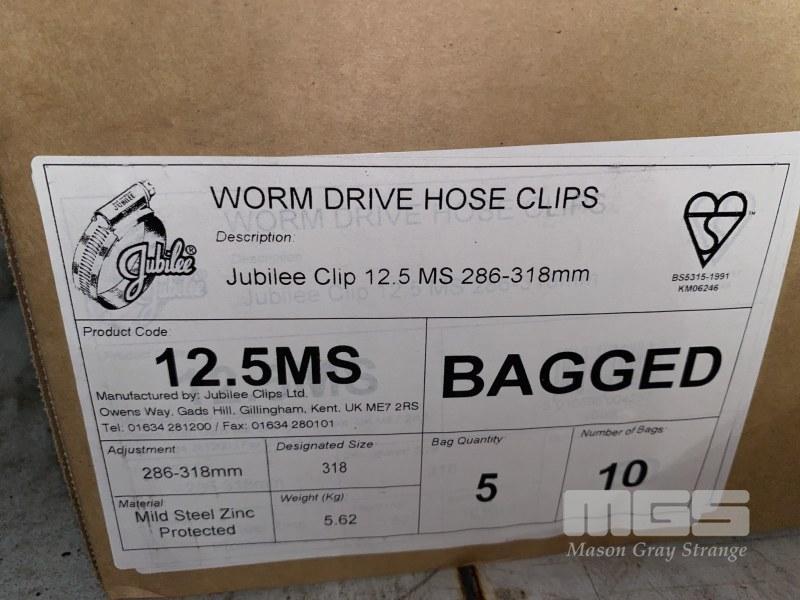 WORM DRIVE HOSE CLIPS
Description:
Jubilee Clip 12.5 MS 286-318mm
JUBILEE
Jubilee®
BS5315-1991
KM06246
Product Code:
12.5MS
BAGGED
Manufactured by: Jubilee Clips Ltd.
Owens Way, Gads Hill, Gillingham, Kent. UK ME7 2RS
Tel: 01634 281200 / Fax: 01634 280101
Adjustment
286-318mm
Designated Size
318
Bag Quantity
5
Number of Bags
10
Material
Mild Steel Zinc
Protected
Weight (Kg)
5.62
MGS
Mason Gray Strange